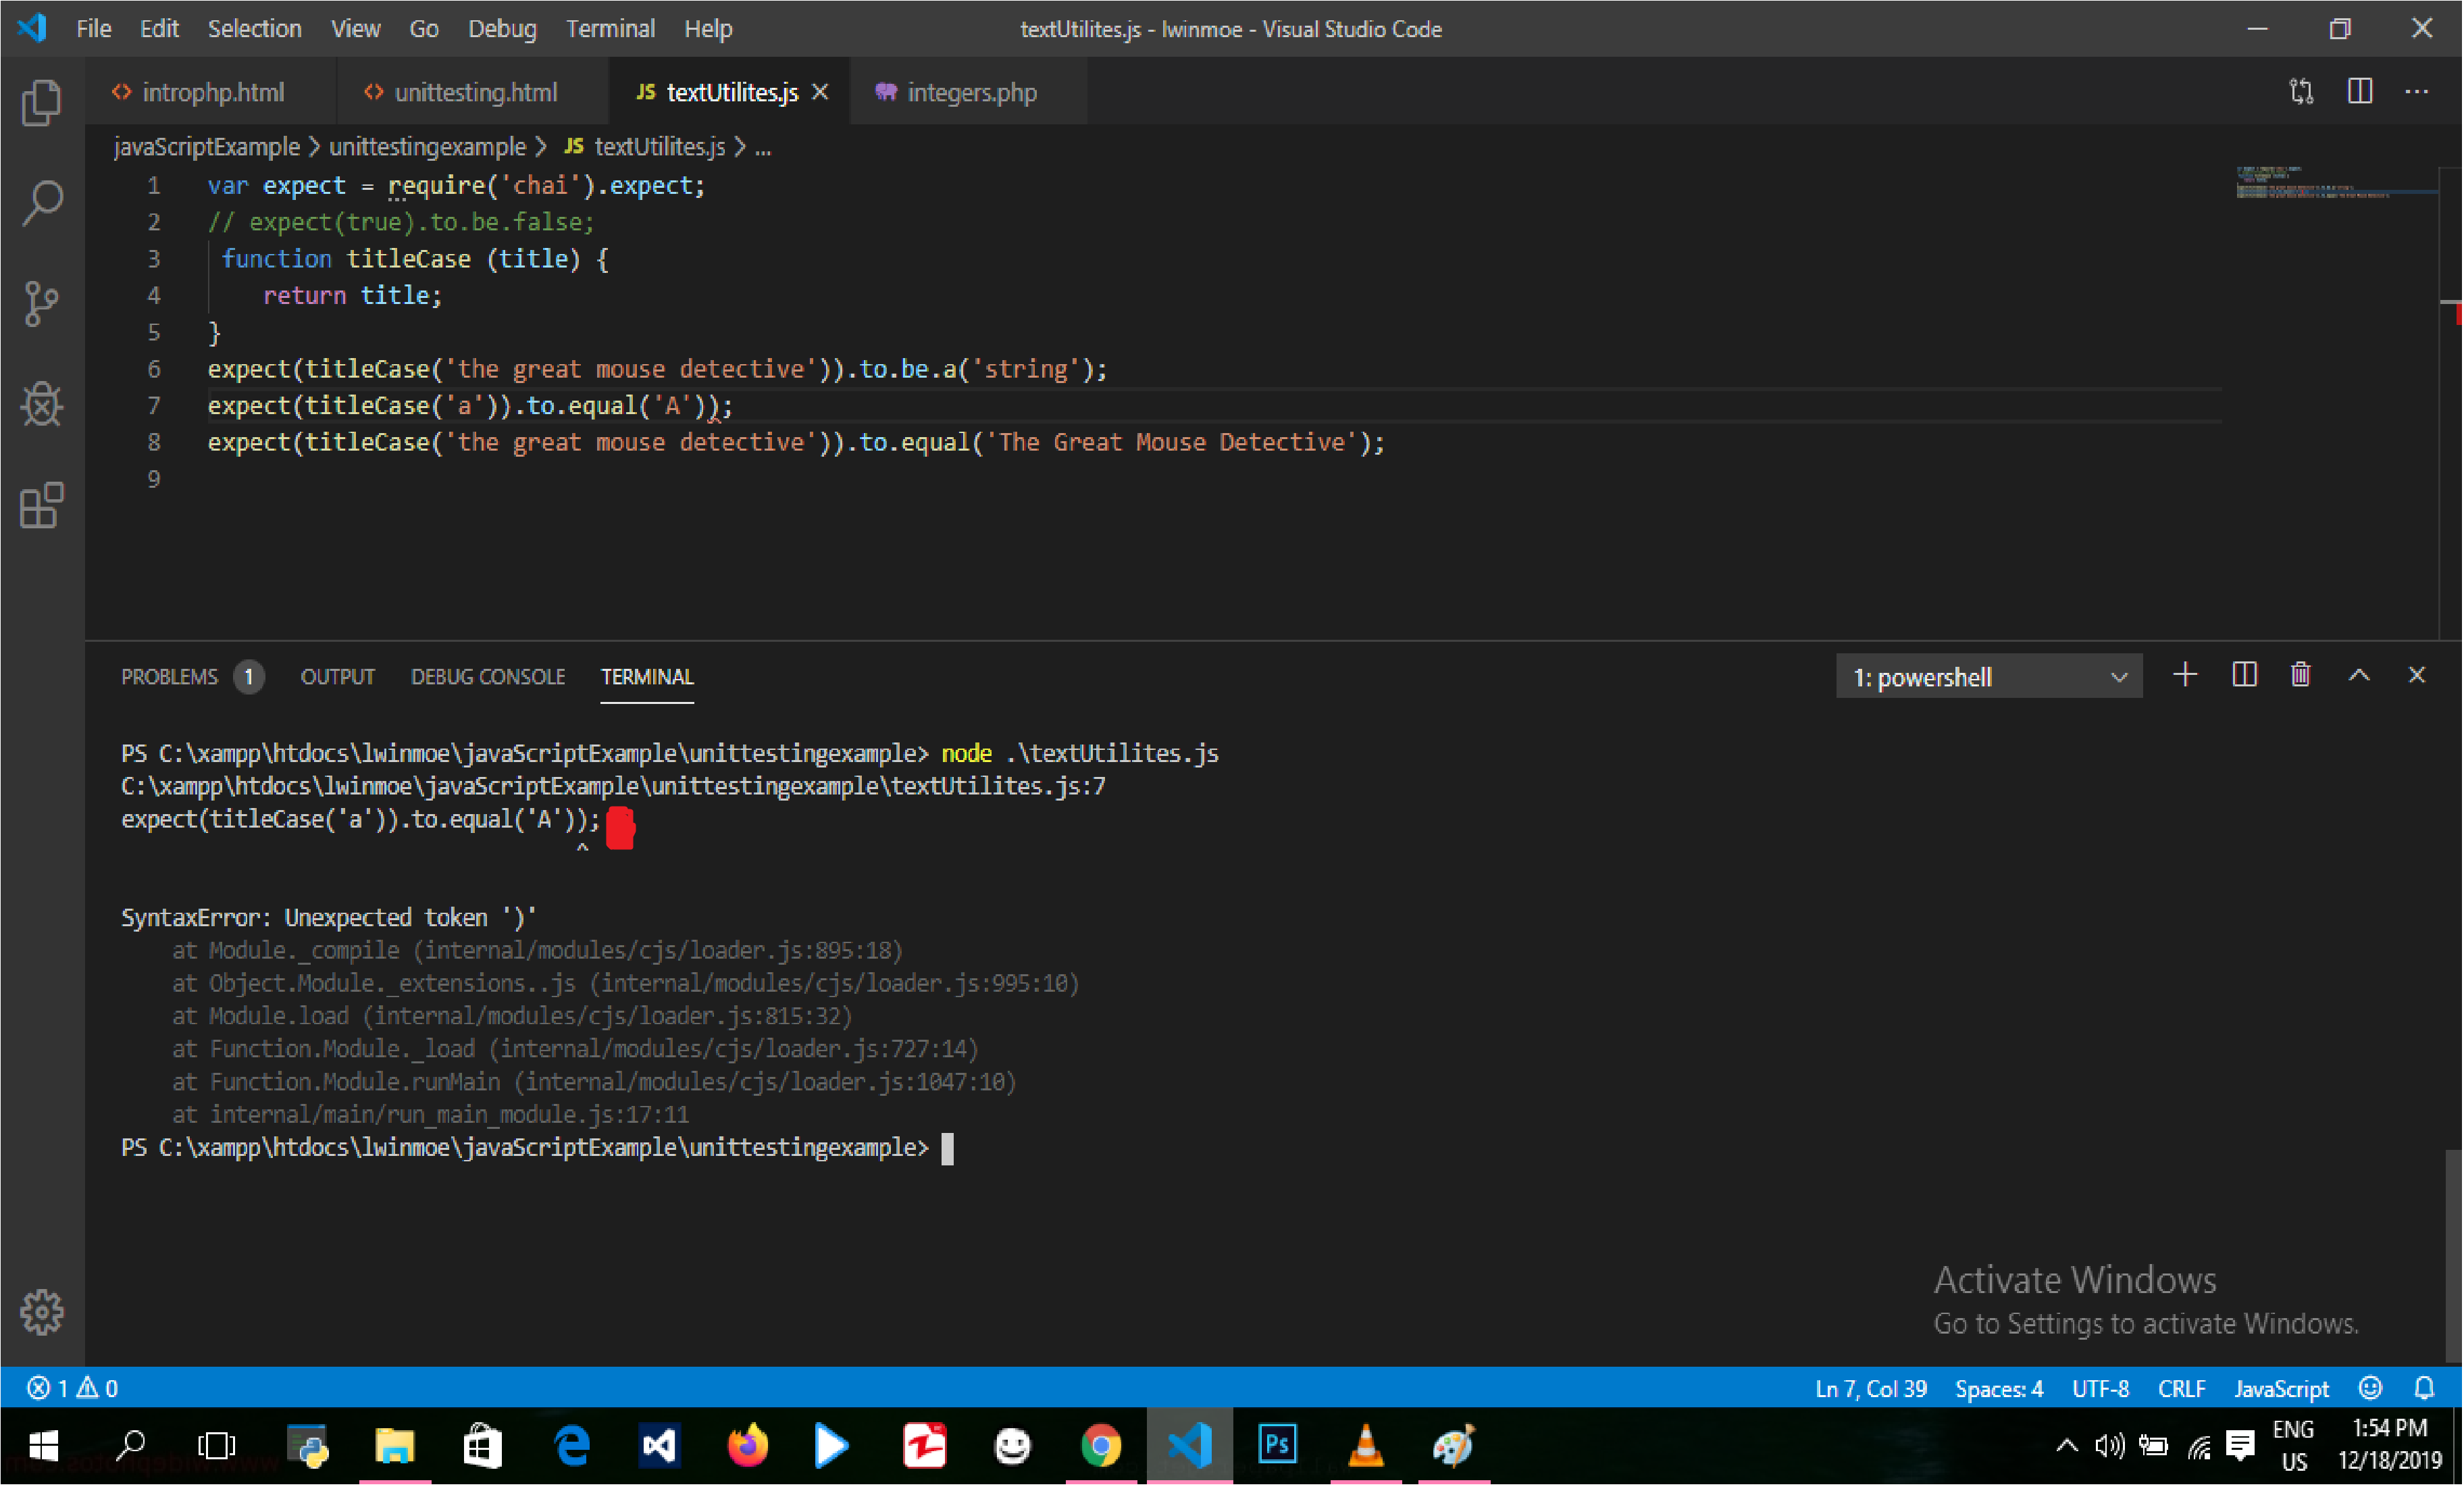 File Edit Selection View Go Debug Terminal Help
textUtilites.js - lwinmoe - Visual Studio Code
introphp.html
unittesting.html
JS textUtilites.js
integers.php
javaScriptExample > unittestingexample > JS textUtilites.js > ...
1 var expect = require('chai').expect;
2 // expect(true).to.be.false;
3 function titleCase (title) {
4 return title;
5 }
6 expect(titleCase('the great mouse detective')).to.be.a('string');
7 expect(titleCase('a')).to.equal('A'));
8 expect(titleCase('the great mouse detective')).to.equal('The Great Mouse Detective');
9
PROBLEMS 1 OUTPUT DEBUG CONSOLE TERMINAL
1: powershell
PS C:\xampp\htdocs\lwinmoe\javaScriptExample\unittestingexample> node .\textUtilites.js
C:\xampp\htdocs\lwinmoe\javaScriptExample\unittestingexample\textUtilites.js:7
expect(titleCase('a')).to.equal('A'));
^
SyntaxError: Unexpected token ')'
at Module._compile (internal/modules/cjs/loader.js:895:18)
at Object.Module._extensions..js (internal/modules/cjs/loader.js:995:10)
at Module.load (internal/modules/cjs/loader.js:815:32)
at Function.Module._load (internal/modules/cjs/loader.js:727:14)
at Function.Module.runMain (internal/modules/cjs/loader.js:1047:10)
at internal/main/run_main_module.js:17:11
PS C:\xampp\htdocs\lwinmoe\javaScriptExample\unittestingexample>
Activate Windows
Go to Settings to activate Windows.
1 0
Ln 7, Col 39 Spaces: 4 UTF-8 CRLF JavaScript
Ps
ENG
US
1:54 PM
12/18/2019